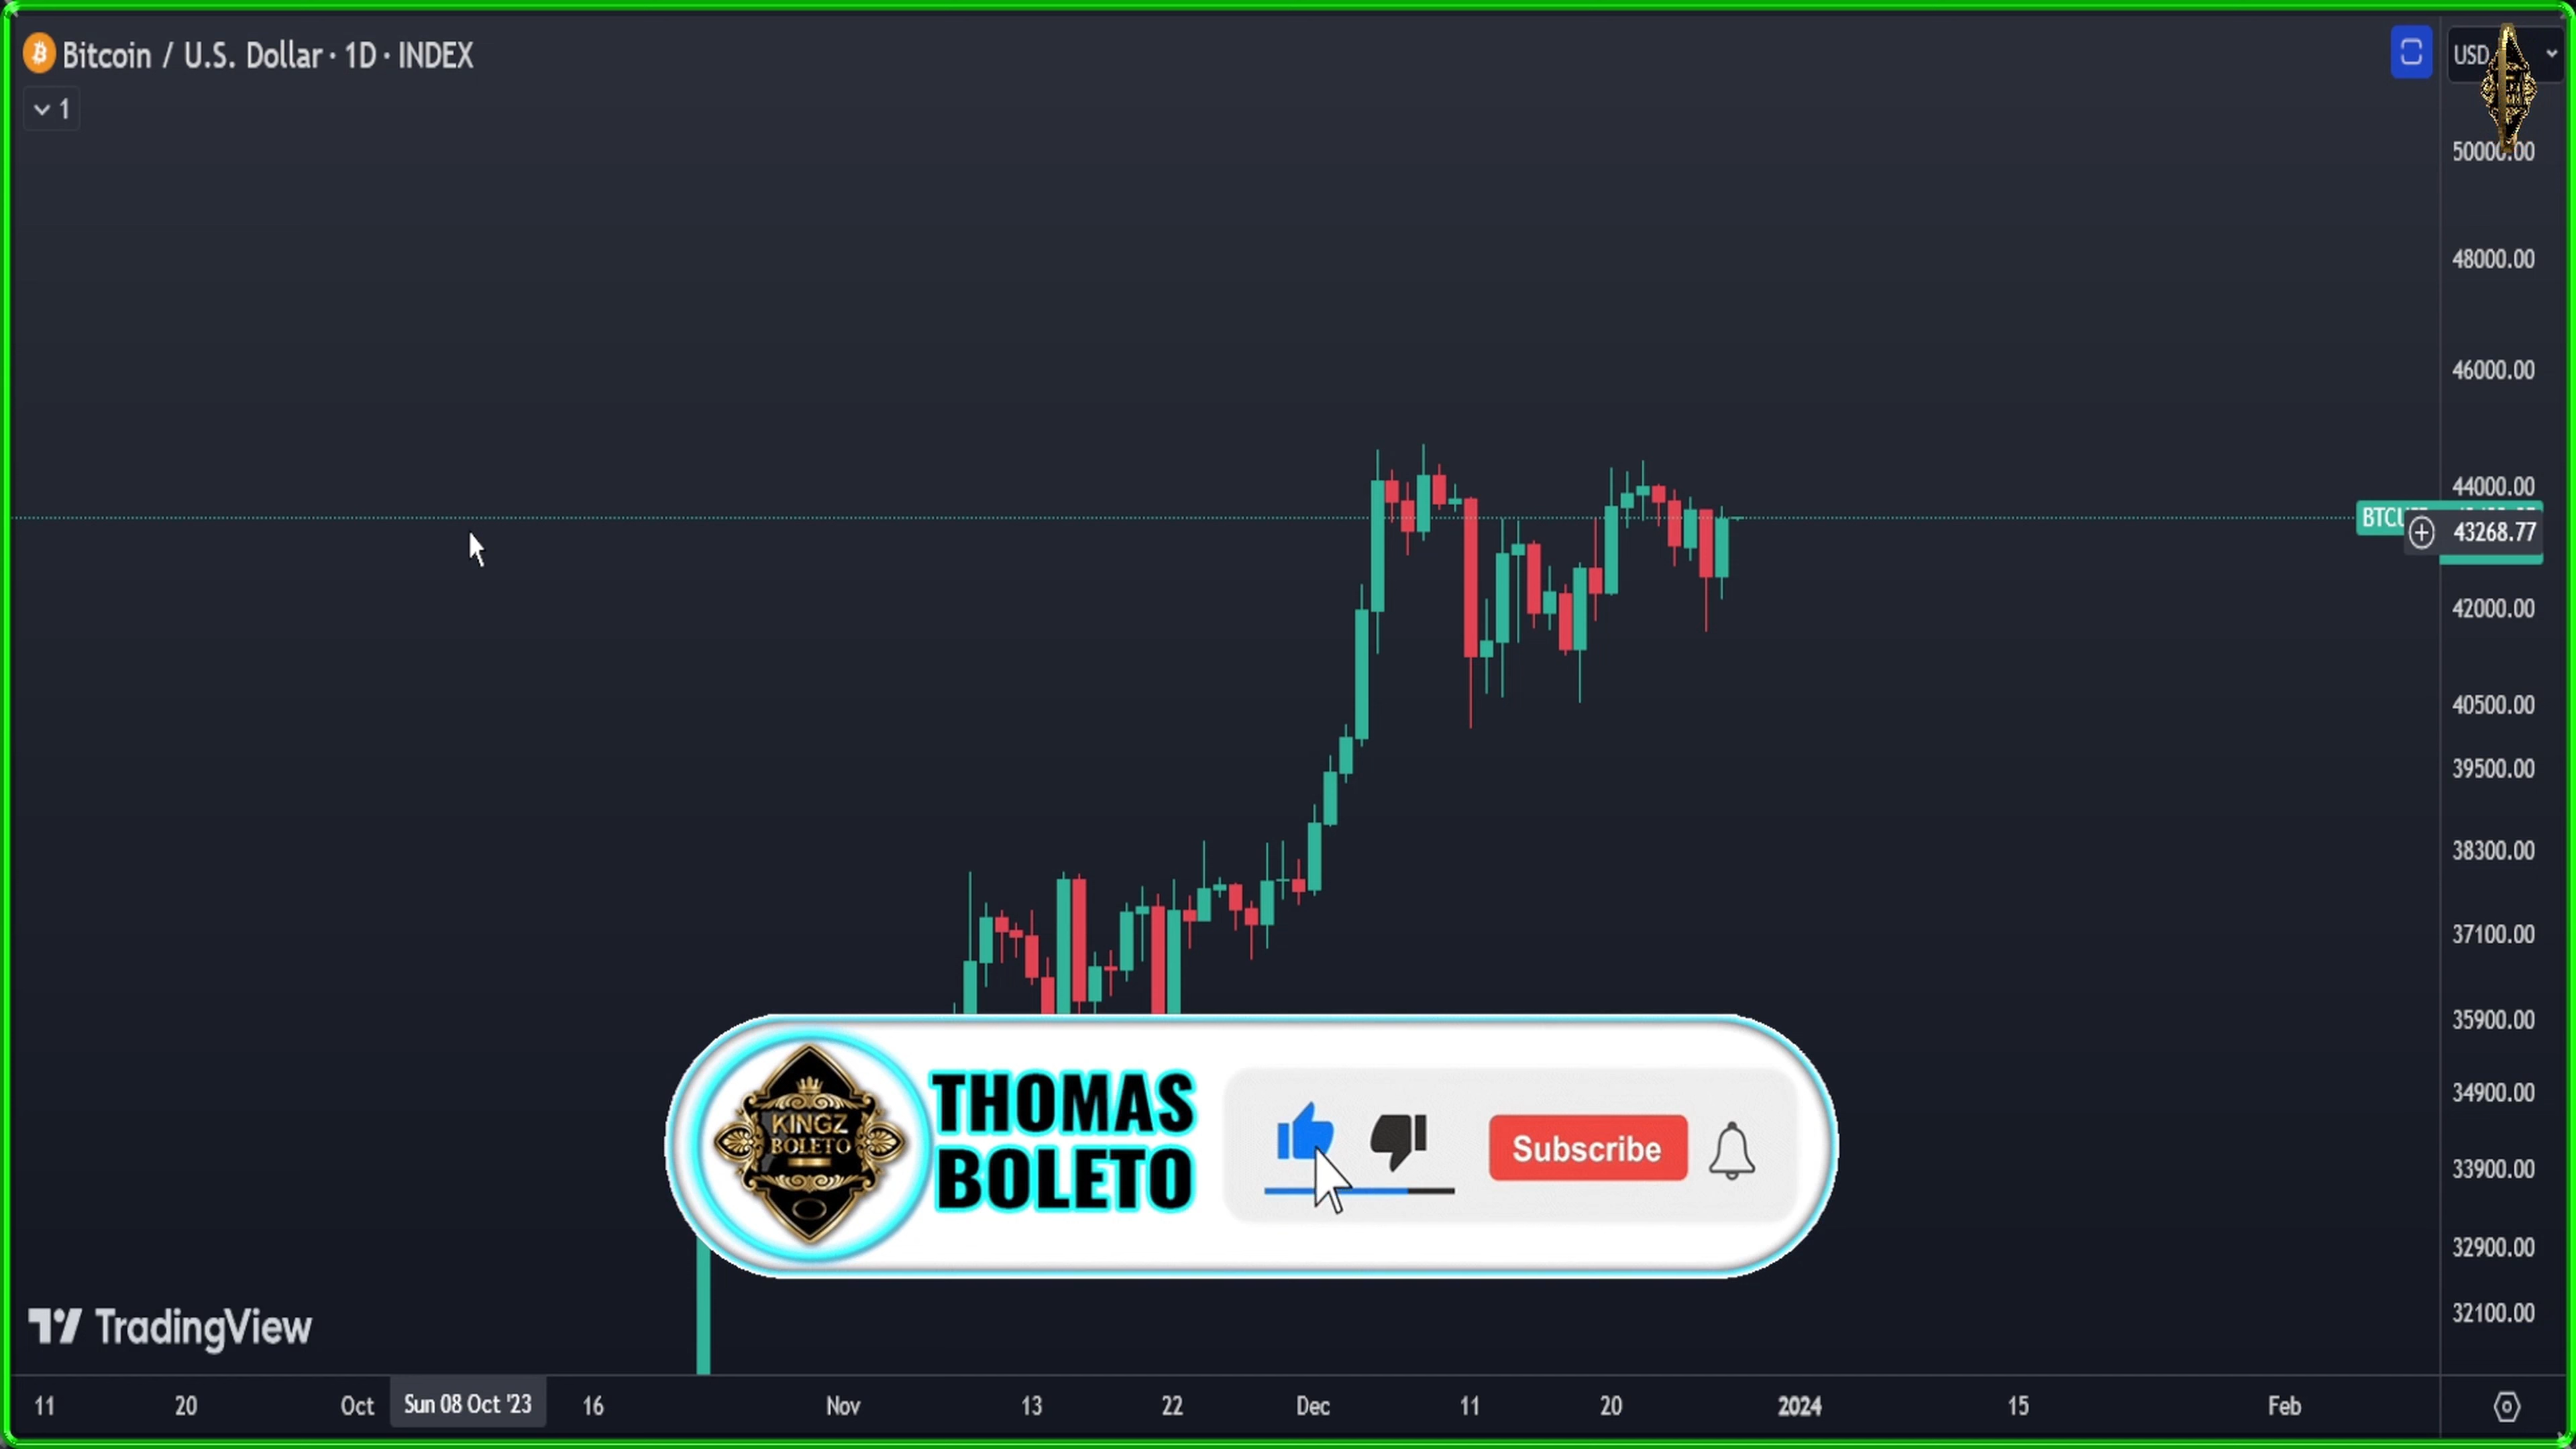 Bitcoin / U.S. Dollar · 1D · INDEX
1
USD
50000.00
48000.00
46000.00
44000.00
43268.77
42000.00
40500.00
39500.00
38300.00
37100.00
35900.00
34900.00
33900.00
32900.00
32100.00
KINGZ
BOLETO
THOMAS
BOLETO
Subscribe
TradingView
11 20 Oct Sun 08 Oct '23 16 Nov 13 22 Dec 11 20 2024 15 Feb